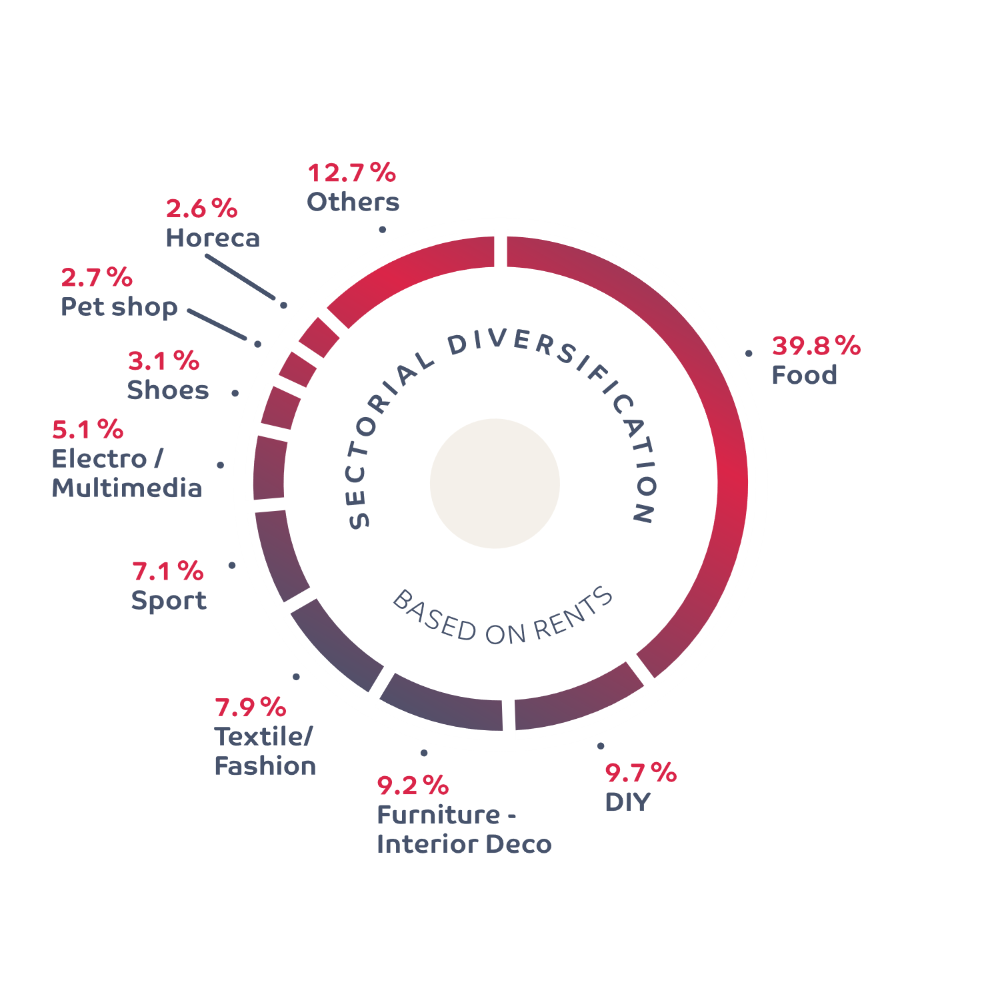 12.7 %
Others
2.6 %
Horeca
2.7 %
Pet shop
3.1 %
Shoes
5.1 %
Electro /
Multimedia
7.1 %
Sport
7.9 %
Textile/
Fashion
9.2 %
Furniture -
Interior Deco
9.7 %
DIY
39.8 %
Food
SECTORIAL DIVERSIFICATION
BASED ON RENTS